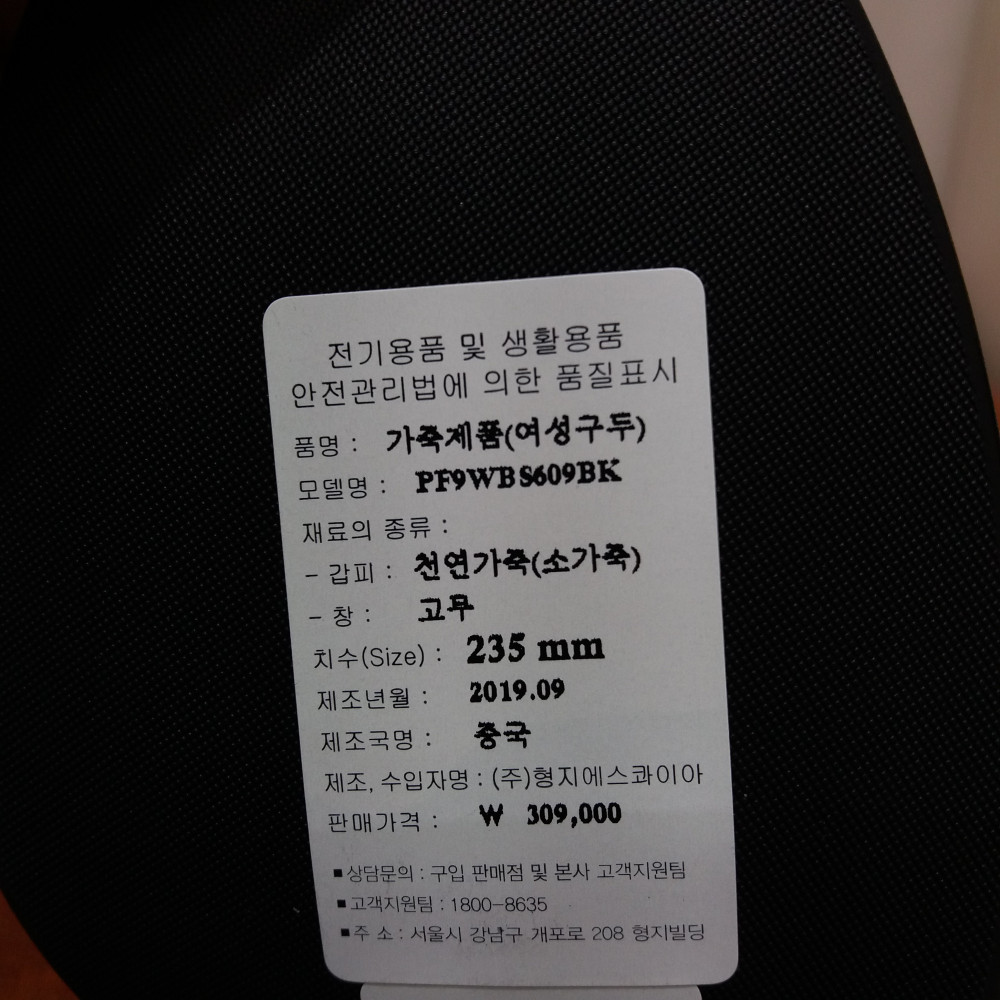 전기용품 및 생활용품
안전관리법에 의한 품질표시
품명 : 가죽제품(여성구두)
모델명 : PF9WBS609BK
재료의 종류 :
- 갑피 : 천연가죽(소가죽)
- 창 : 고무
치수(Size) : 235 mm
제조년월 : 2019.09
제조국명 : 중국
제조, 수입자명 : (주)형지에스콰이아
판매가격 : ₩ 309,000
■ 상담문의 : 구입 판매점 및 본사 고객지원팀
■ 고객지원팀 : 1800-8635
■ 주 소 : 서울시 강남구 개포로 208 형지빌딩